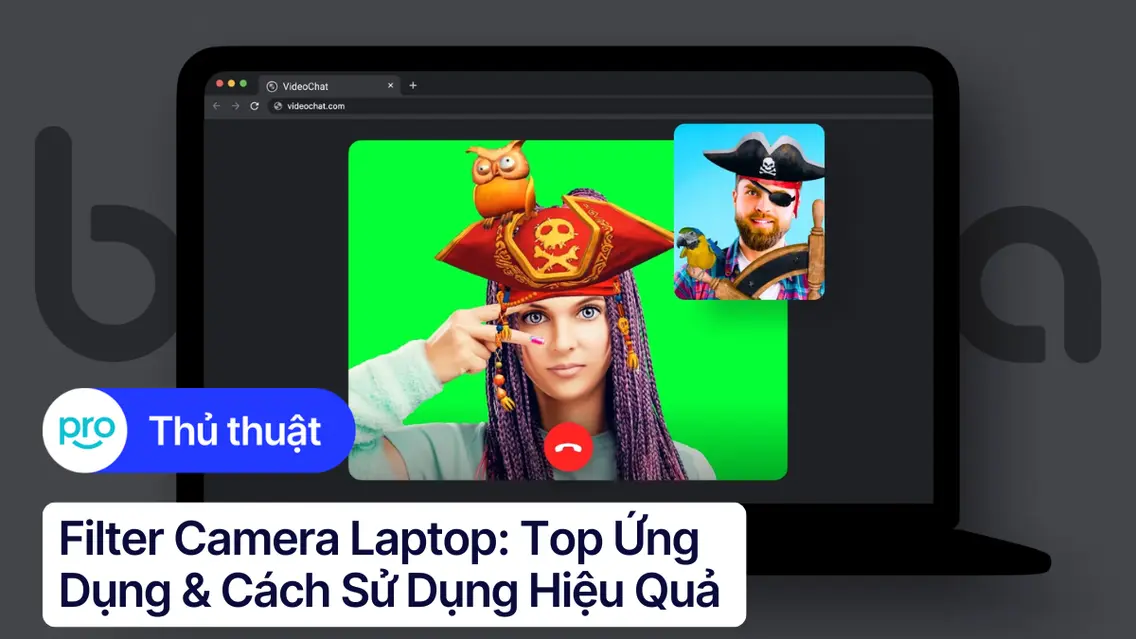 VideoChat
videochat.com
pro
Thủ thuật
Filter Camera Laptop: Top Ứng
Dụng & Cách Sử Dụng Hiệu Quả